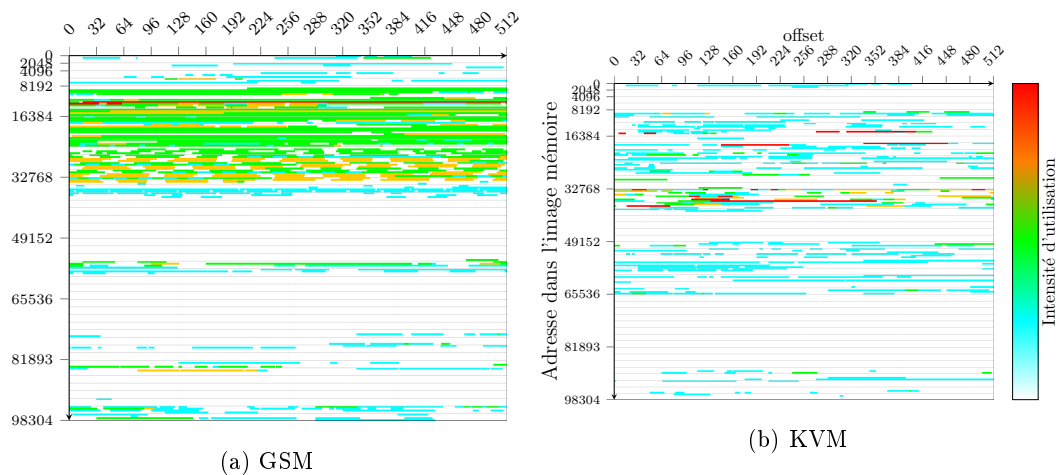 0 32 64 96 128 160 192 224 256 288 320 352 384 416 448 480 512
0
2048
4096
8192
16384
32768
49152
65536
81893
98304
(a) GSM
offset
0 32 64 96 128 160 192 224 256 288 320 352 384 416 448 480 512
Adresse dans l'image mémoire
0
2048
4096
8192
16384
32768
49152
65536
81893
98304
(b) KVM
Intensité d'utilisation